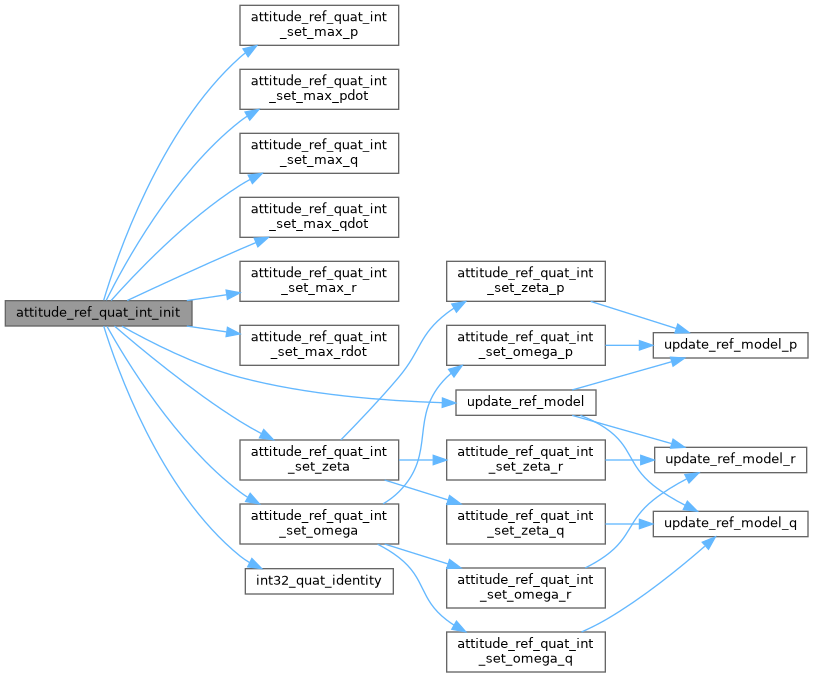 attitude_ref_quat_int_init
attitude_ref_quat_int
_set_max_p
attitude_ref_quat_int
_set_max_pdot
attitude_ref_quat_int
_set_max_q
attitude_ref_quat_int
_set_max_qdot
attitude_ref_quat_int
_set_max_r
attitude_ref_quat_int
_set_max_rdot
attitude_ref_quat_int
_set_zeta
attitude_ref_quat_int
_set_omega
int32_quat_identity
attitude_ref_quat_int
_set_zeta_p
attitude_ref_quat_int
_set_omega_p
update_ref_model
attitude_ref_quat_int
_set_zeta_r
attitude_ref_quat_int
_set_zeta_q
attitude_ref_quat_int
_set_omega_r
attitude_ref_quat_int
_set_omega_q
update_ref_model_p
update_ref_model_r
update_ref_model_q